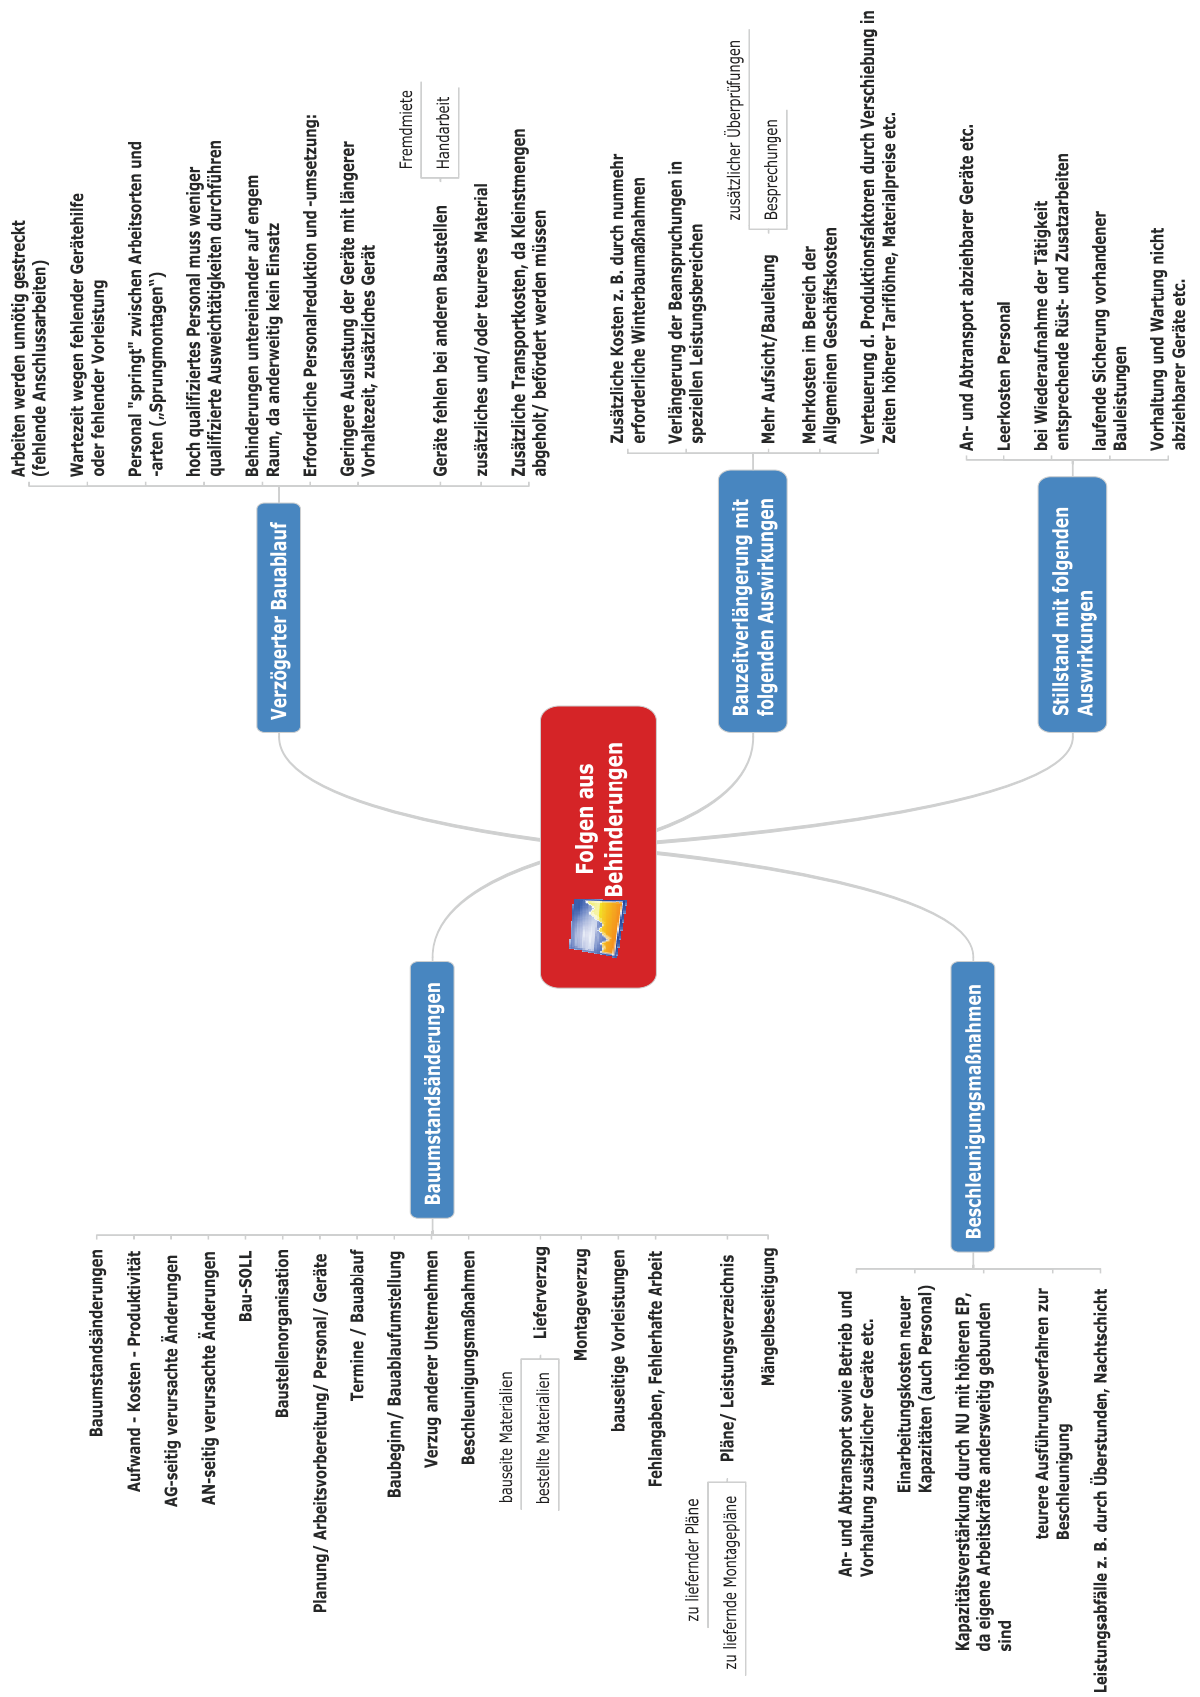 Folgen aus
Behinderungen
Verzögerter Bauablauf
Arbeiten werden unnötig gestreckt
(fehlende Anschlussarbeiten)
Wartezeit wegen fehlender Gerätehilfe
oder fehlender Vorleistung
Personal "springt" zwischen Arbeitsorten und
-arten („Sprungmontagen“)
hoch qualifiziertes Personal muss weniger
qualifizierte Ausweichtätigkeiten durchführen
Behinderungen untereinander auf engem
Raum, da anderweitig kein Einsatz
Erforderliche Personalreduktion und -umsetzung:
Geringere Auslastung der Geräte mit längerer
Vorhaltezeit, zusätzliches Gerät
Geräte fehlen bei anderen Baustellen
Fremdmiete
Handarbeit
zusätzliches und/oder teureres Material
Zusätzliche Transportkosten, da Kleinstmengen
abgeholt/ befördert werden müssen
Bauzeitverlängerung mit
folgenden Auswirkungen
Zusätzliche Kosten z. B. durch nunmehr
erforderliche Winterbaumaßnahmen
Verlängerung der Beanspruchungen in
speziellen Leistungsbereichen
Mehr Aufsicht/Bauleitung
zusätzlicher Überprüfungen
Besprechungen
Mehrkosten im Bereich der
Allgemeinen Geschäftskosten
Verteuerung d. Produktionsfaktoren durch Verschiebung in
Zeiten höherer Tariflöhne, Materialpreise etc.
Stillstand mit folgenden
Auswirkungen
An- und Abtransport abziehbarer Geräte etc.
Leerkosten Personal
bei Wiederaufnahme der Tätigkeit
entsprechende Rüst- und Zusatzarbeiten
laufende Sicherung vorhandener
Bauleistungen
Vorhaltung und Wartung nicht
abziehbarer Geräte etc.
Bauumstandsänderungen
Bauumstandsänderungen
Aufwand - Kosten - Produktivität
AG-seitig verursachte Änderungen
AN-seitig verursachte Änderungen
Bau-SOLL
Baustellenorganisation
Planung/ Arbeitsvorbereitung/ Personal/ Geräte
Termine / Bauablauf
Baubeginn/ Bauablaufumstellung
Verzug anderer Unternehmen
Beschleunigungsmaßnahmen
Lieferverzug
bauseite Materialien
bestellte Materialien
Montageverzug
bauseitige Vorleistungen
Fehlangaben, Fehlerhafte Arbeit
Pläne/ Leistungsverzeichnis
zu liefernder Pläne
zu liefernde Montagepläne
Mängelbeseitigung
Beschleunigungsmaßnahmen
An- und Abtransport sowie Betrieb und
Vorhaltung zusätzlicher Geräte etc.
Einarbeitungskosten neuer
Kapazitäten (auch Personal)
Kapazitätsverstärkung durch NU mit höheren EP,
da eigene Arbeitskräfte andersweitig gebunden
sind
teurere Ausführungsverfahren zur
Beschleunigung
Leistungsabfälle z. B. durch Überstunden, Nachtschicht